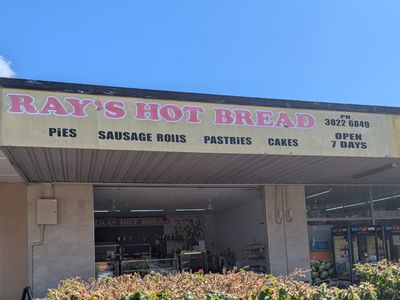 RAY'S HOT BREAD
PH
3822 6849
PIES SAUSAGE ROLLS PASTRIES CAKES
OPEN
7 DAYS
RAY HOT BREAD